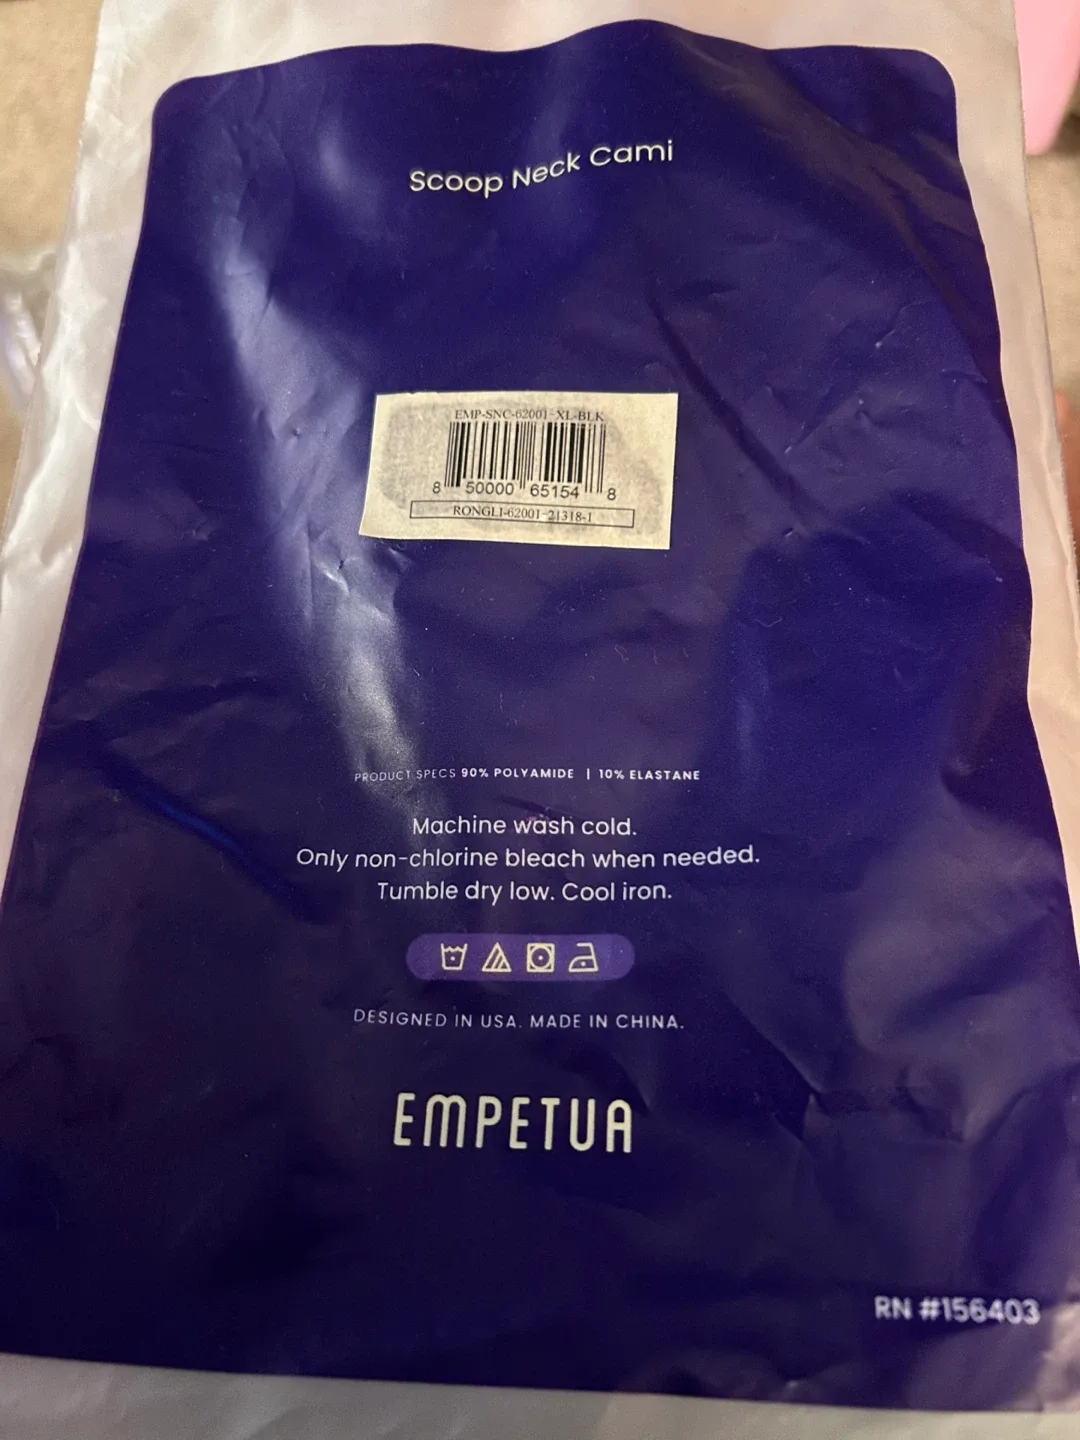 Scoop Neck Cami
EMP-SNC-62001-XL-BLK
8 50000 65154 8
RONGLI-62001-21318-1
PRODUCT SPECS 90% POLYAMIDE | 10% ELASTANE
Machine wash cold.
Only non-chlorine bleach when needed.
Tumble dry low. Cool iron.
DESIGNED IN USA. MADE IN CHINA.
EMPETUA
RN #156403